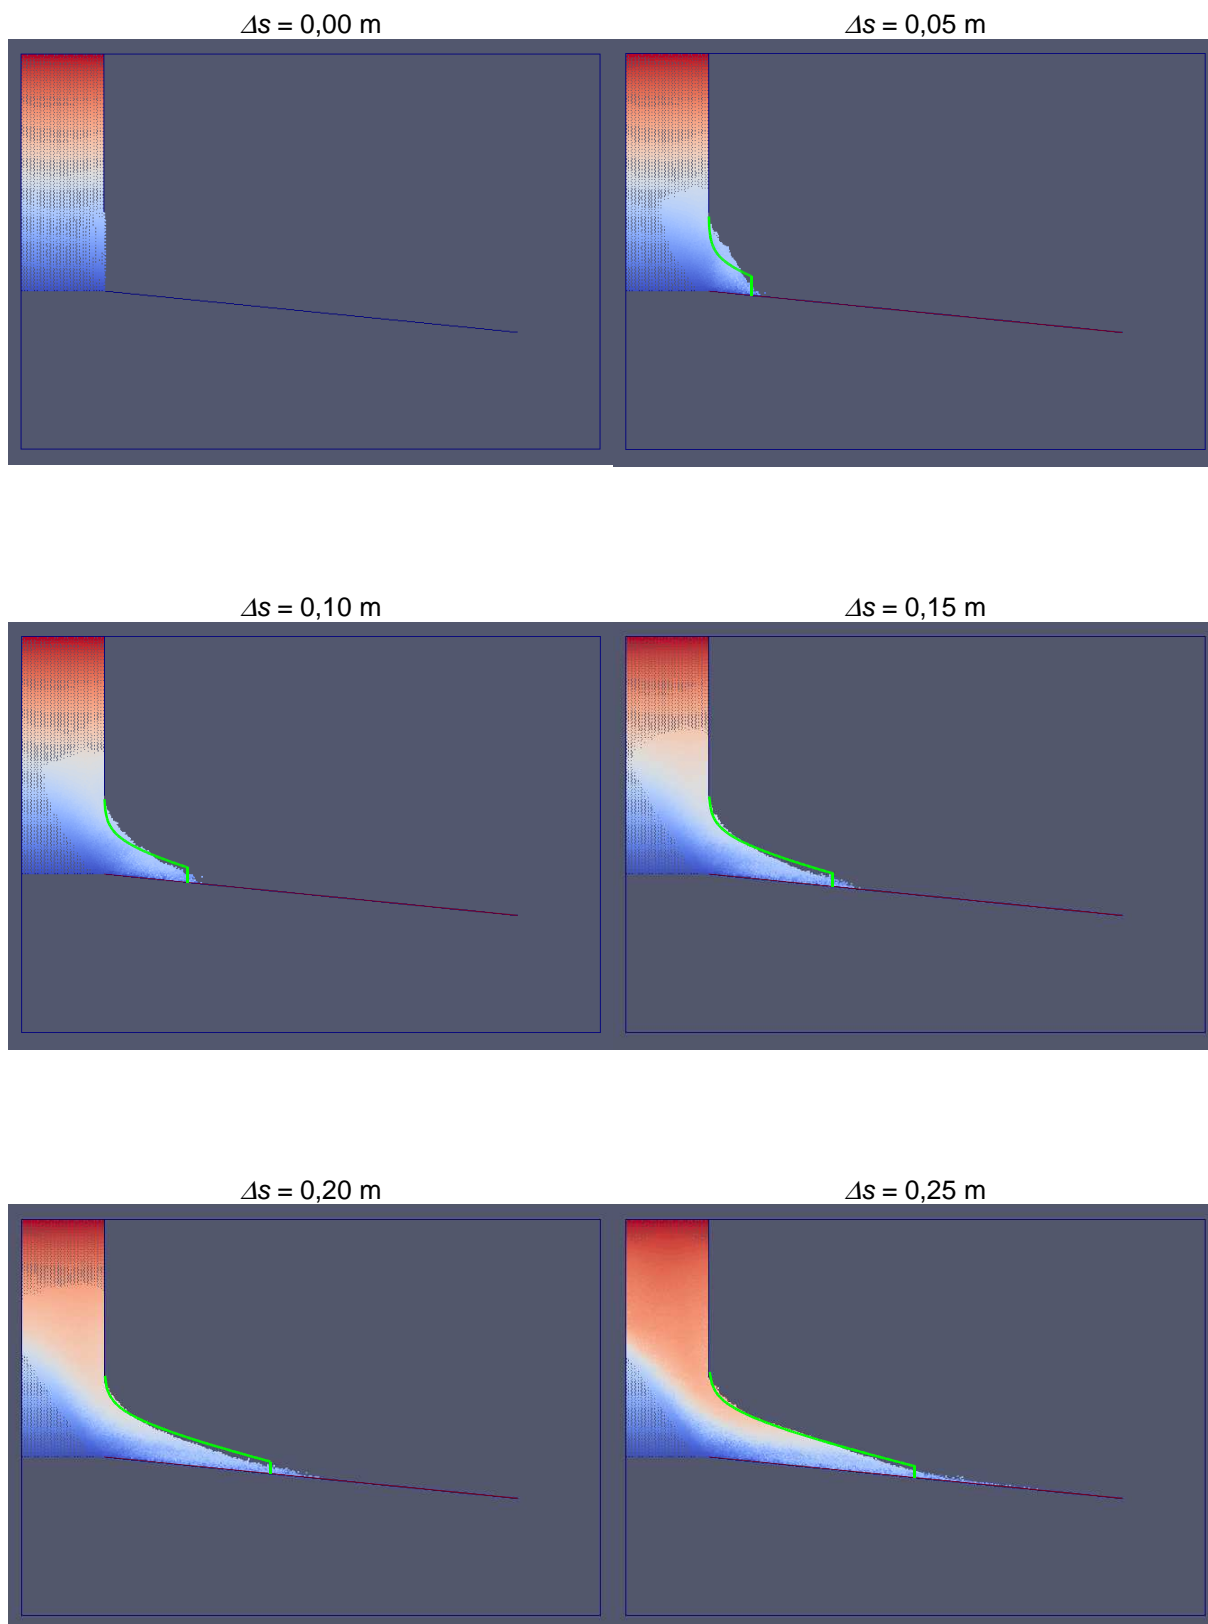 Δs = 0,00 m
Δs = 0,05 m
Δs = 0,10 m
Δs = 0,15 m
Δs = 0,20 m
Δs = 0,25 m